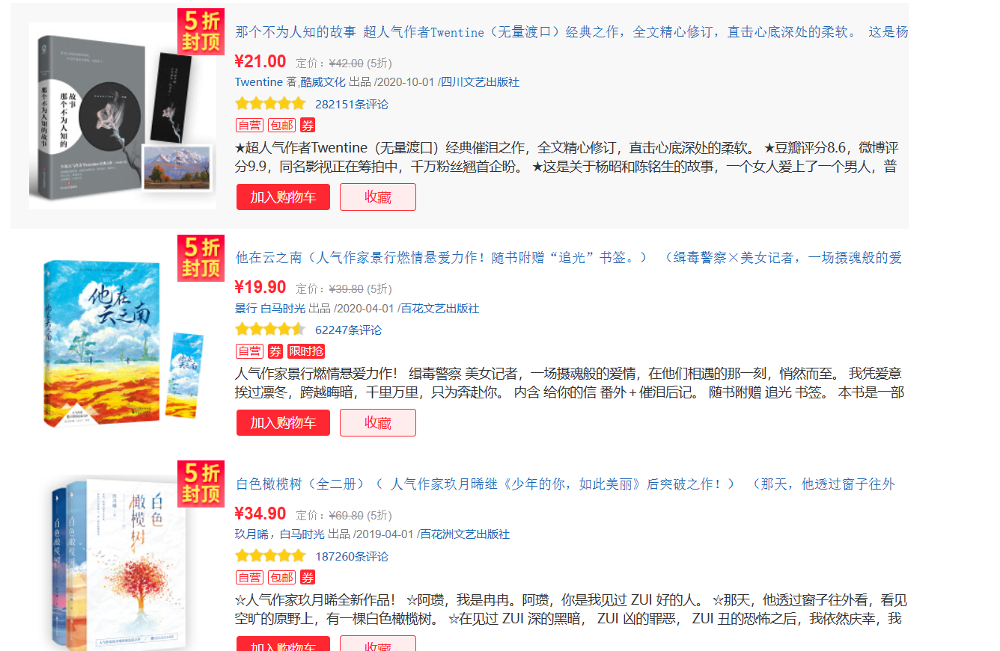 5折
封顶
那个不为人知的故事 超人气作者Twentine（无量渡口）经典之作，全文精心修订，直击心底深处的柔软。 这是杨
¥21.00 定价：¥42.00 (5折)
Twentine 著,酷威文化 出品 /2020-10-01 /四川文艺出版社
282151条评论
自营 包邮 券
★超人气作者Twentine（无量渡口）经典催泪之作，全文精心修订，直击心底深处的柔软。 ★豆瓣评分8.6，微博评
分9.9，同名影视正在筹拍中，千万粉丝翘首企盼。 ★这是关于杨昭和陈铭生的故事，一个女人爱上了一个男人，普
加入购物车 收藏
那个不为人知的故事
那个不为人知的
故事
5折
封顶
他在云之南（人气作家景行燃情悬爱力作！随书附赠“追光”书签。） （缉毒警察×美女记者，一场摄魂般的爱
¥19.90 定价：¥39.80 (5折)
景行 白马时光 出品 /2020-04-01 /百花文艺出版社
62247条评论
自营 券 限时抢
人气作家景行燃情悬爱力作！ 缉毒警察 美女记者，一场摄魂般的爱情，在他们相遇的那一刻，悄然而至。 我凭爱意
挨过凛冬，跨越晦暗，千里万里，只为奔赴你。 内含 给你的信 番外＋催泪后记。 随书附赠 追光 书签。 本书是一部
加入购物车 收藏
他在云之南
他在
云之南
他在
云之南
5折
封顶
白色橄榄树（全二册）（ 人气作家玖月晞继《少年的你，如此美丽》后突破之作！） （那天，他透过窗子往外
¥34.90 定价：¥69.80 (5折)
玖月晞，白马时光 出品 /2019-04-01 /百花洲文艺出版社
187260条评论
自营 包邮 券
☆人气作家玖月晞全新作品！ ☆阿瓒，我是冉冉。阿瓒，你是我见过 ZUI 好的人。 ☆那天，他透过窗子往外看，看见
空旷的原野上，有一棵白色橄榄树。 ☆在见过 ZUI 深的黑暗， ZUI 凶的罪恶， ZUI 丑的恐怖之后，我依然庆幸，我
加入购物车 收藏
白色橄榄树
白色橄榄树
白色
橄榄树